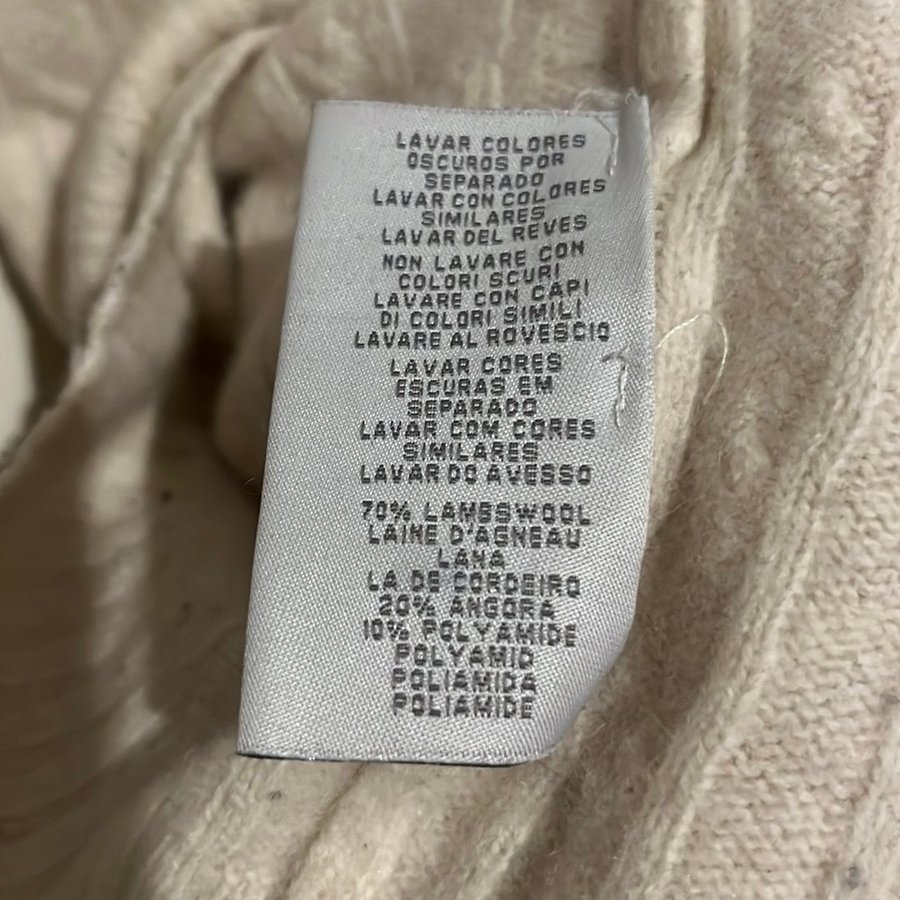 LAVAR COLORES
OSCUROS POR
SEPARADO
LAVAR CON COLORES
SIMILARES
LAVAR DEL REVES
NON LAVARE CON
COLORI SCURI
LAVARE CON CAPI
DI COLORI SIMILI
LAVARE AL ROVESCIO
LAVAR CORES
ESCURAS EM
SEPARADO
LAVAR COM CORES
SIMILARES
LAVAR DO AVESSO
70% LAMBSWOOL
LAINE D'AGNEAU
LANA
LA DE CORDEIRO
20% ANGORA
10% POLYAMIDE
POLYAMID
POLIAMIDA
POLIAMIDE